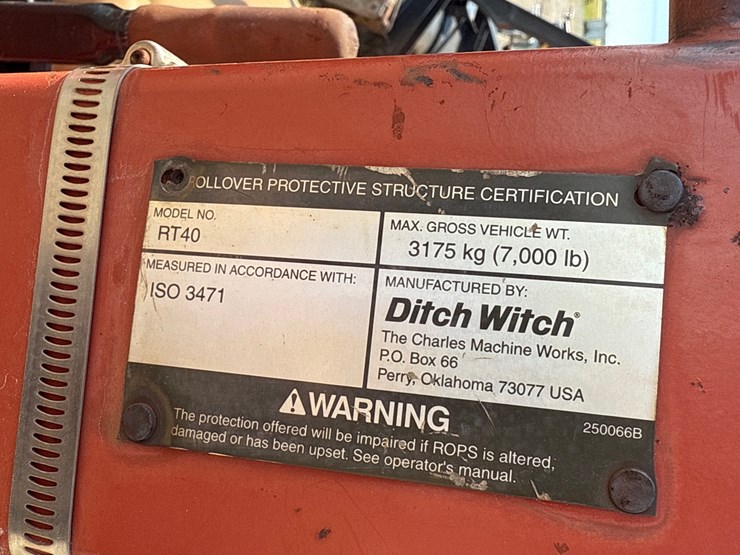 ROLLOVER PROTECTIVE STRUCTURE CERTIFICATION
MODEL NO.
RT40
MAX. GROSS VEHICLE WT.
3175 kg (7,000 lb)
MEASURED IN ACCORDANCE WITH:
ISO 3471
MANUFACTURED BY:
Ditch Witch®
The Charles Machine Works, Inc.
P.O. Box 66
Perry, Oklahoma 73077 USA
WARNING
250066B
The protection offered will be impaired if ROPS is altered,
damaged or has been upset. See operator's manual.